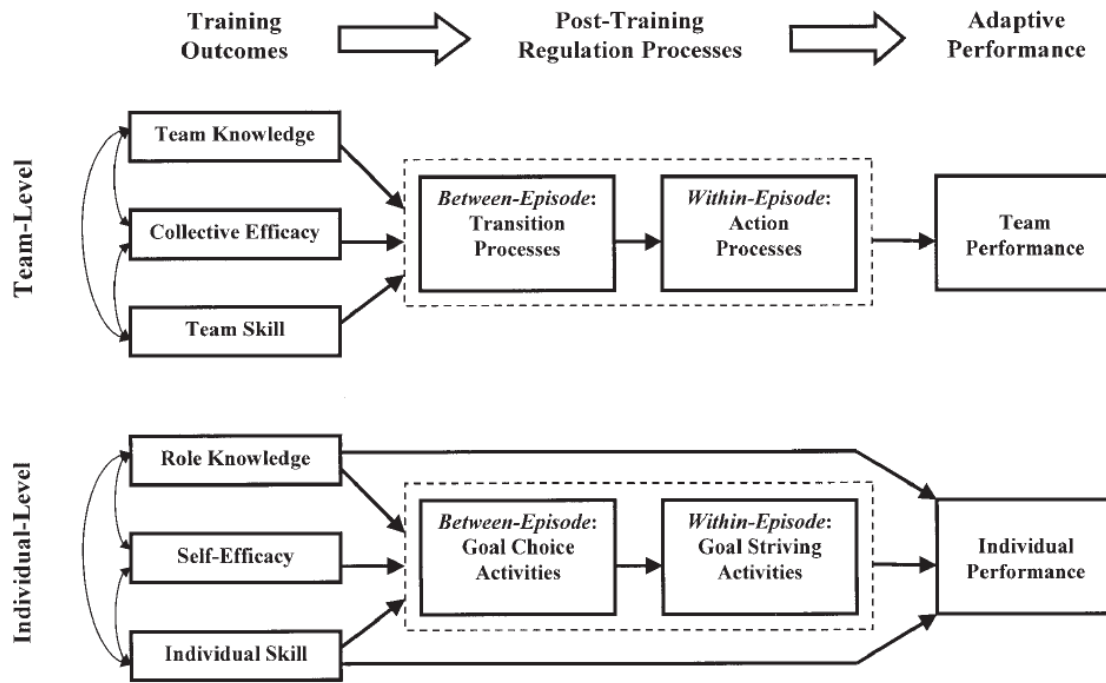 Training
Outcomes
Post-Training
Regulation Processes
Adaptive
Performance
Team-Level
Team Knowledge
Collective Efficacy
Team Skill
Between-Episode:
Transition
Processes
Within-Episode:
Action
Processes
Team
Performance
Individual-Level
Role Knowledge
Self-Efficacy
Individual Skill
Between-Episode:
Goal Choice
Activities
Within-Episode:
Goal Striving
Activities
Individual
Performance